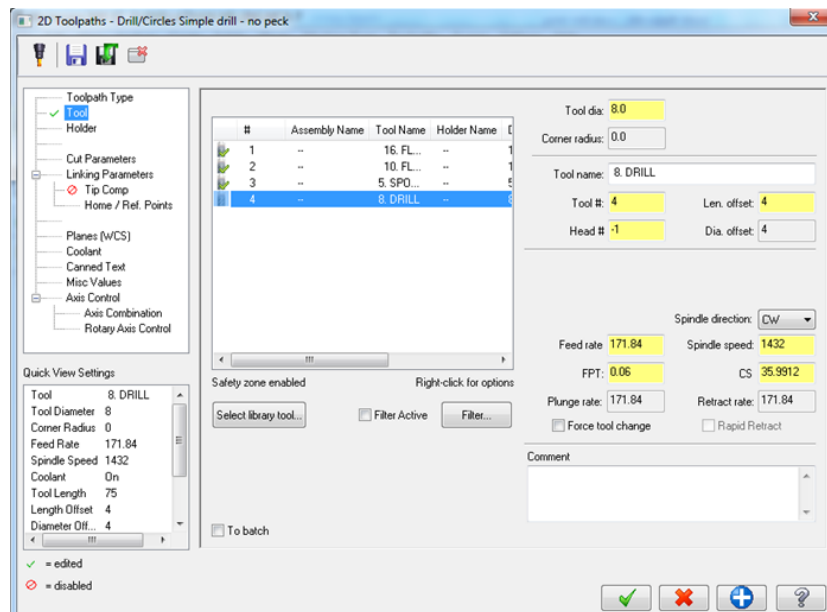 2D Toolpaths - Drill/Circles Simple drill - no peck
Toolpath Type
Tool
Holder
Cut Parameters
Linking Parameters
Tip Comp
Home / Ref. Points
Planes (WCS)
Coolant
Canned Text
Misc Values
Axis Control
Axis Combination
Rotary Axis Control
Quick View Settings
Tool 8. DRILL
Tool Diameter 8
Corner Radius 0
Feed Rate 171.84
Spindle Speed 1432
Coolant On
Tool Length 75
Length Offset 4
Diameter Off... 4
= edited
= disabled
# Assembly Name Tool Name Holder Name D
1 -- 16. FL... -- 1
2 -- 10. FL... -- 1
3 -- 5. SPO... -- 5
4 -- 8. DRILL -- 8
Safety zone enabled Right-click for options
Select library tool... Filter Active Filter...
To batch
Tool dia: 8.0
Corner radius: 0.0
Tool name: 8. DRILL
Tool #: 4 Len. offset: 4
Head # -1 Dia. offset: 4
Spindle direction: CW
Feed rate 171.84 Spindle speed: 1432
FPT: 0.06 CS 35.9912
Plunge rate: 171.84 Retract rate: 171.84
Force tool change Rapid Retract
Comment